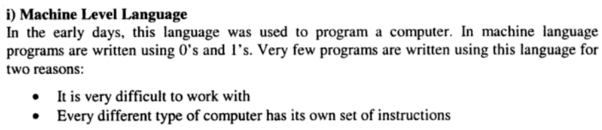 i) Machine Level Language
In the early days, this language was used to program a computer. In machine language
programs are written using 0's and 1's. Very few programs are written using this language for
two reasons:
• It is very difficult to work with
• Every different type of computer has its own set of instructions